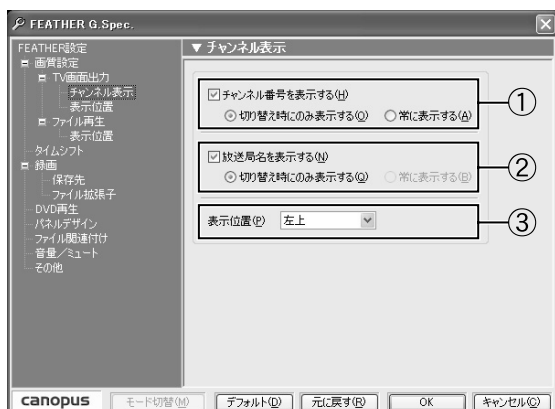 FEATHER G.Spec.
FEATHER設定
画質設定
TV画面出力
チャンネル表示
表示位置
ファイル再生
表示位置
タイムシフト
録画
保存先
ファイル拡張子
DVD再生
パネルデザイン
ファイル関連付け
音量/ミュート
その他
▼ チャンネル表示
チャンネル番号を表示する(H)
切り替え時にのみ表示する(O) 常に表示する(A)
①
放送局名を表示する(N)
切り替え時にのみ表示する(Q) 常に表示する(B)
②
表示位置(P) 左上
③
canopus モード切替(M) デフォルト(D) 元に戻す(R) OK キャンセル(C)